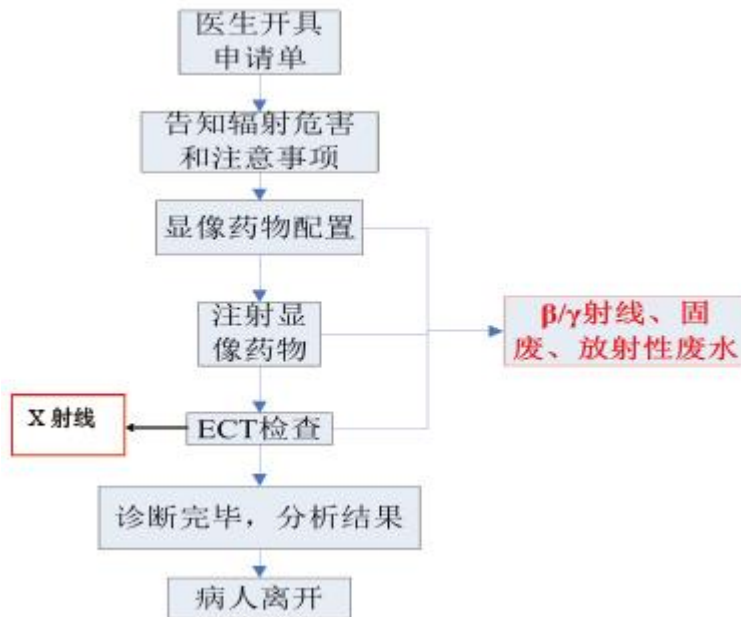 医生开具
申请单
告知辐射危害
和注意事项
显像药物配置
注射显
像药物
β/γ射线、固
废、放射性废水
X 射线
ECT检查
诊断完毕，分析结果
病人离开